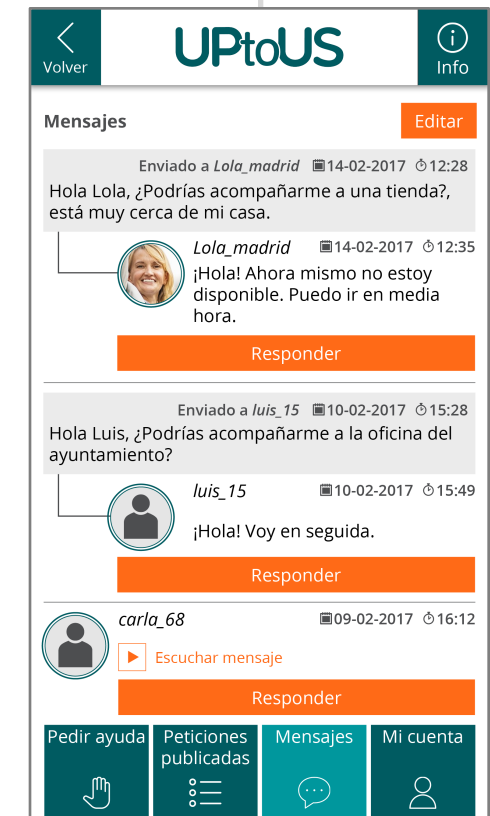 Volver
UPtoUS
Info
Mensajes
Editar
Enviado a Lola_madrid 14-02-2017 12:28
Hola Lola, ¿Podrías acompañarme a una tienda?,
está muy cerca de mi casa.
Lola_madrid 14-02-2017 12:35
¡Hola! Ahora mismo no estoy
disponible. Puedo ir en media
hora.
Responder
Enviado a luis_15 10-02-2017 15:28
Hola Luis, ¿Podrías acompañarme a la oficina del
ayuntamiento?
luis_15 10-02-2017 15:49
¡Hola! Voy en seguida.
Responder
carla_68 09-02-2017 16:12
Escuchar mensaje
Responder
Pedir ayuda
Peticiones
publicadas
Mensajes
Mi cuenta